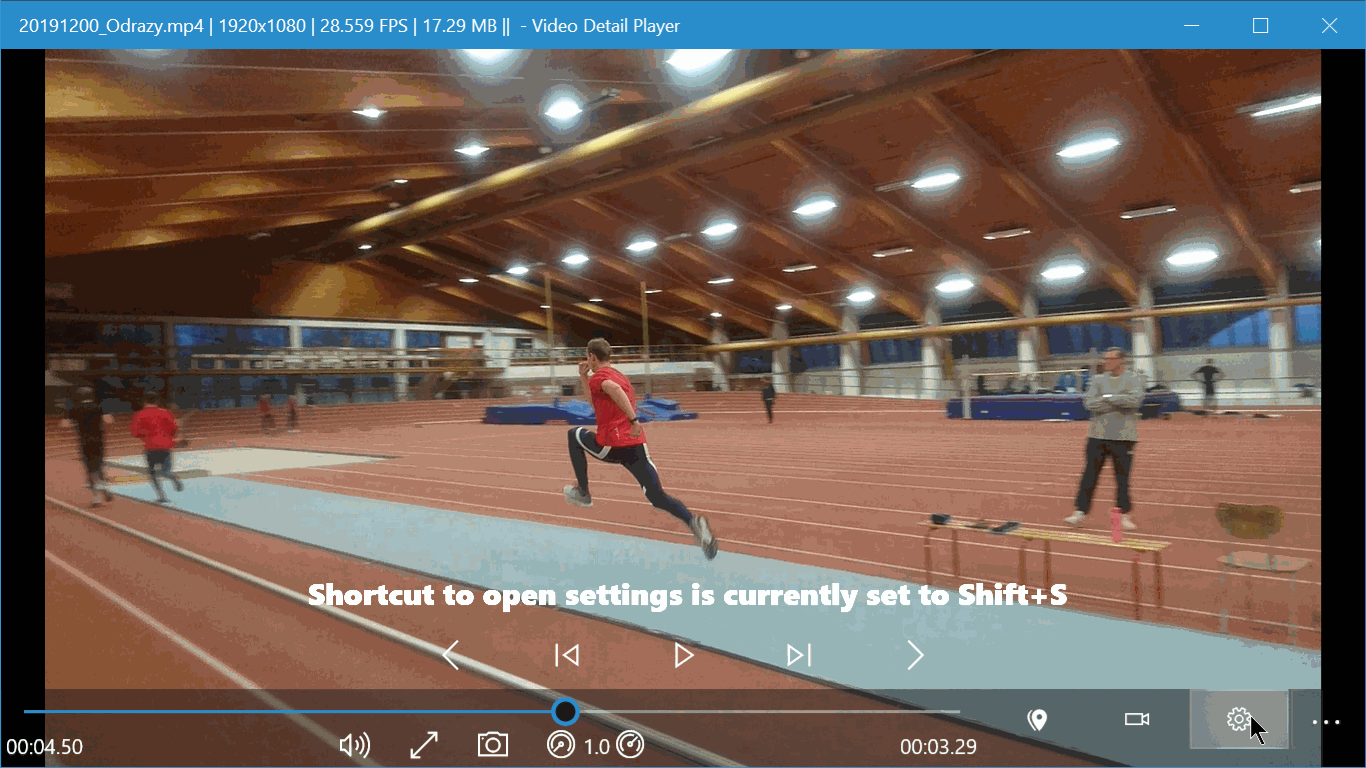 20191200_Odrazy.mp4 | 1920x1080 | 28.559 FPS | 17.29 MB ||  - Video Detail Player
Shortcut to open settings is currently set to Shift+S
00:04.50
1.0
00:03.29